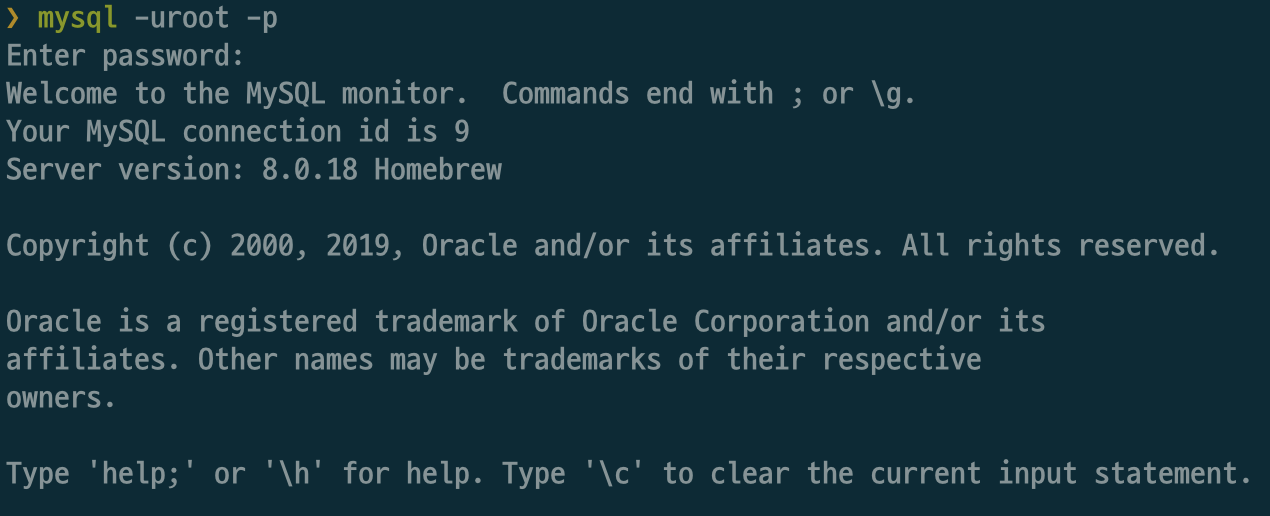 ❯ mysql -uroot -p
Enter password:
Welcome to the MySQL monitor.  Commands end with ; or \g.
Your MySQL connection id is 9
Server version: 8.0.18 Homebrew
Copyright (c) 2000, 2019, Oracle and/or its affiliates. All rights reserved.
Oracle is a registered trademark of Oracle Corporation and/or its
affiliates. Other names may be trademarks of their respective
owners.
Type 'help;' or '\h' for help. Type '\c' to clear the current input statement.